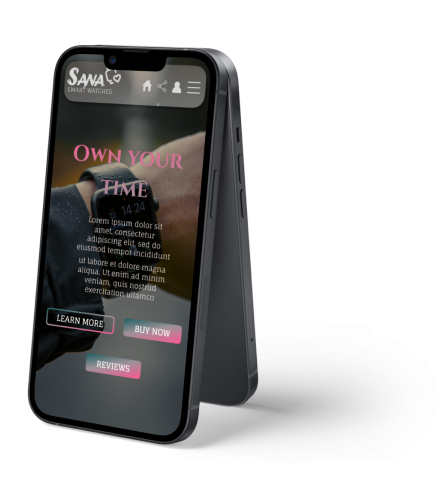 SANA
SMART WATCHES
OWN YOUR
TIME
14:24
Lorem ipsum dolor sit
amet, consectetur
adipiscing elit, sed do
eiusmod tempor incididunt
ut labore et dolore magna
aliqua. Ut enim ad minim
veniam, quis nostrud
exercitation ullamco
LEARN MORE
BUY NOW
REVIEWS